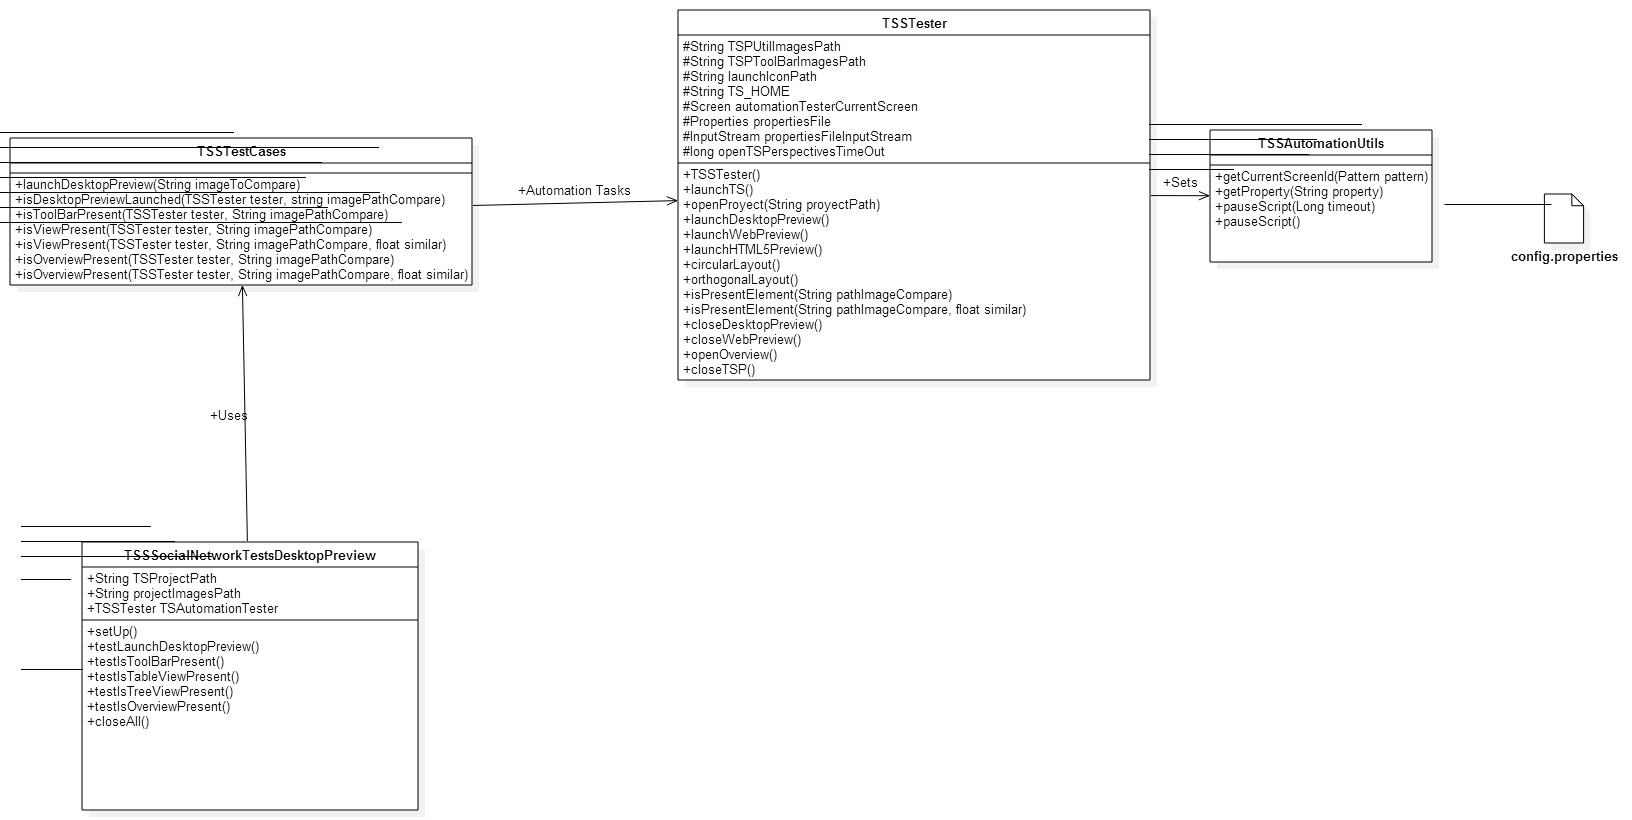 TSSTester
#String TSPUtilImagesPath
#String TSPToolBarImagesPath
#String launchIconPath
#String TS_HOME
#Screen automationTesterCurrentScreen
#Properties propertiesFile
#InputStream propertiesFileInputStream
#long openTSPerspectivesTimeOut
+TSSTester()
+launchTS()
+openProyect(String proyectPath)
+launchDesktopPreview()
+launchWebPreview()
+launchHTML5Preview()
+circularLayout()
+orthogonalLayout()
+isPresentElement(String pathImageCompare)
+isPresentElement(String pathImageCompare, float similar)
+closeDesktopPreview()
+closeWebPreview()
+openOverview()
+closeTSP()
TSSTestCases
+launchDesktopPreview(String imageToCompare)
+isDesktopPreviewLaunched(TSSTester tester, string imagePathCompare)
+isToolBarPresent(TSSTester tester, String imagePathCompare)
+isViewPresent(TSSTester tester, String imagePathCompare)
+isViewPresent(TSSTester tester, String imagePathCompare, float similar)
+isOverviewPresent(TSSTester tester, String imagePathCompare)
+isOverviewPresent(TSSTester tester, String imagePathCompare, float similar)
+Automation Tasks
+Sets
TSSAutomationUtils
+getCurrentScreenId(Pattern pattern)
+getProperty(String property)
+pauseScript(Long timeout)
+pauseScript()
config.properties
+Uses
TSSSocialNetworkTestsDesktopPreview
+String TSProjectPath
+String projectImagesPath
+TSSTester TSAutomationTester
+setUp()
+testLaunchDesktopPreview()
+testIsToolBarPresent()
+testIsTableViewPresent()
+testIsTreeViewPresent()
+testIsOverviewPresent()
+closeAll()